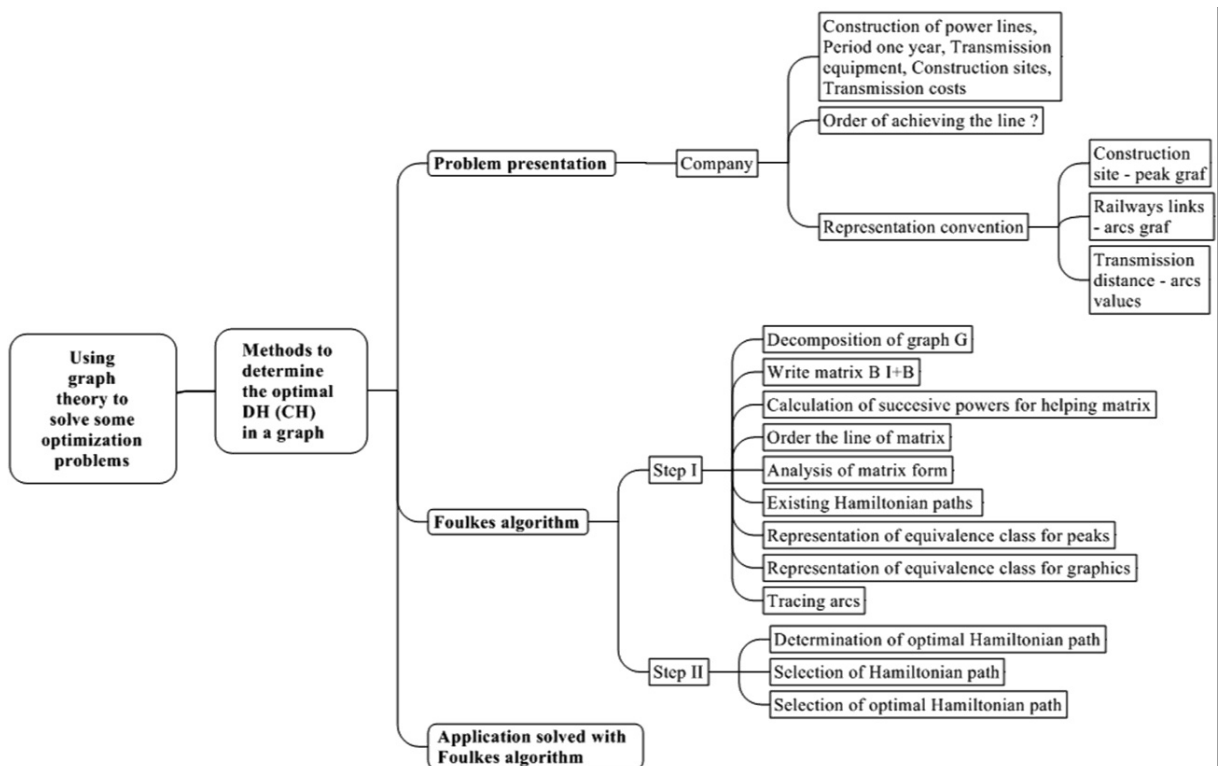 Using
graph
theory to
solve some
optimization
problems
Methods to
determine
the optimal
DH (CH)
in a graph
Problem presentation
Company
Construction of power lines,
Period one year, Transmission
equipment, Construction sites,
Transmission costs
Order of achieving the line ?
Representation convention
Construction
site - peak graf
Railways links
- arcs graf
Transmission
distance - arcs
values
Foulkes algorithm
Step I
Decomposition of graph G
Write matrix B I+B
Calculation of succesive powers for helping matrix
Order the line of matrix
Analysis of matrix form
Existing Hamiltonian paths
Representation of equivalence class for peaks
Representation of equivalence class for graphics
Tracing arcs
Step II
Determination of optimal Hamiltonian path
Selection of Hamiltonian path
Selection of optimal Hamiltonian path
Application solved with
Foulkes algorithm